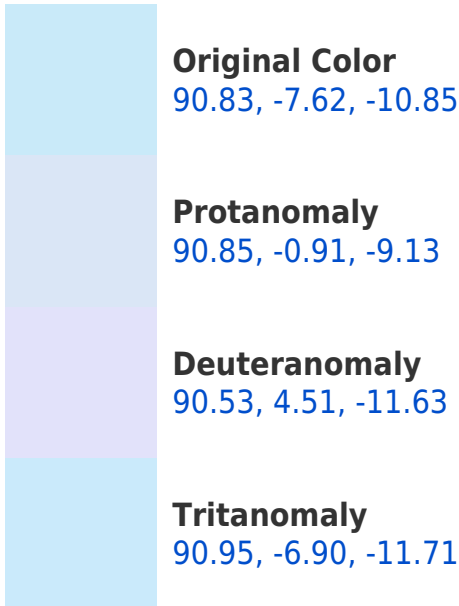 Original Color
90.83, -7.62, -10.85
Protanomaly
90.85, -0.91, -9.13
Deuteranomaly
90.53, 4.51, -11.63
Tritanomaly
90.95, -6.90, -11.71